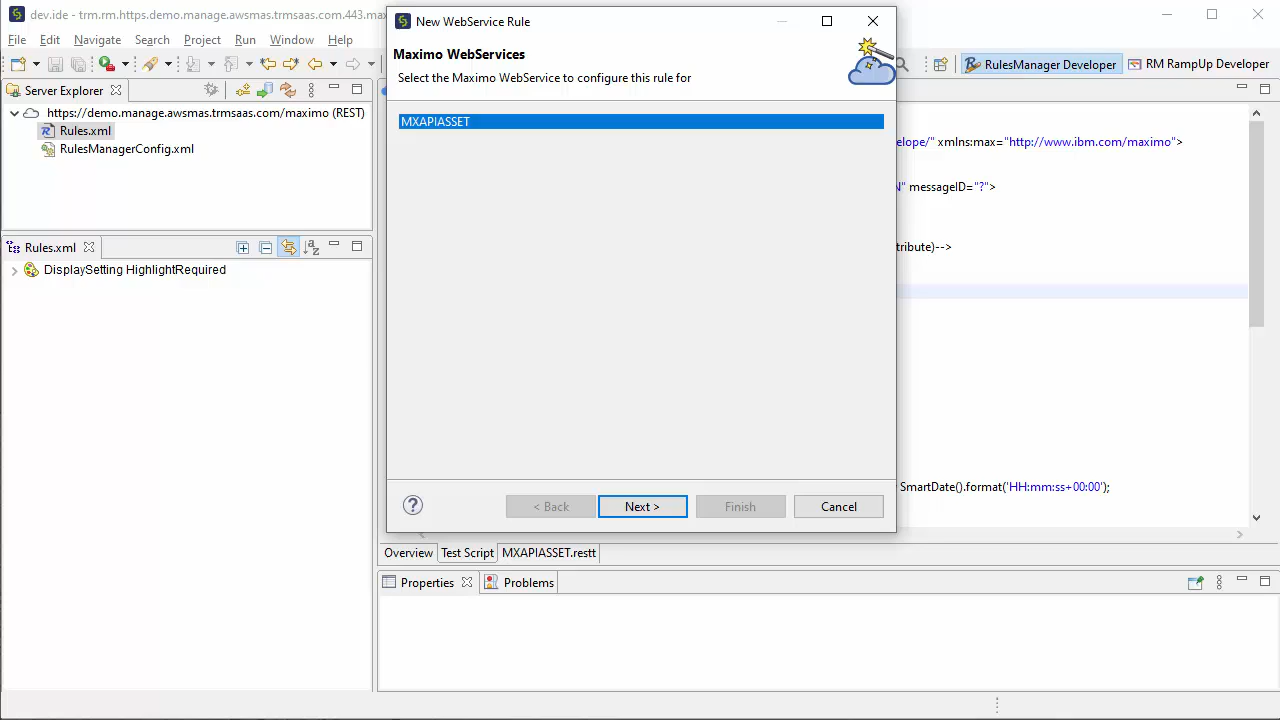 dev.ide - trm.rm.https.demo.manage.awsmas.trmsaas.com.443.max
File Edit Navigate Search Project Run Window Help
RulesManager Developer
RM RampUp Developer
Server Explorer
https://demo.manage.awsmas.trmsaas.com/maximo (REST)
Rules.xml
RulesManagerConfig.xml
Rules.xml
DisplaySetting HighlightRequired
New WebService Rule
Maximo WebServices
Select the Maximo WebService to configure this rule for
MXAPIASSET
< Back
Next >
Finish
Cancel
elope/" xmlns:max="http://www.ibm.com/maximo">
N" messageID="?">
tribute)-->
SmartDate().format('HH:mm:ss+00:00');
Overview
Test Script
MXAPIASSET.restt
Properties
Problems